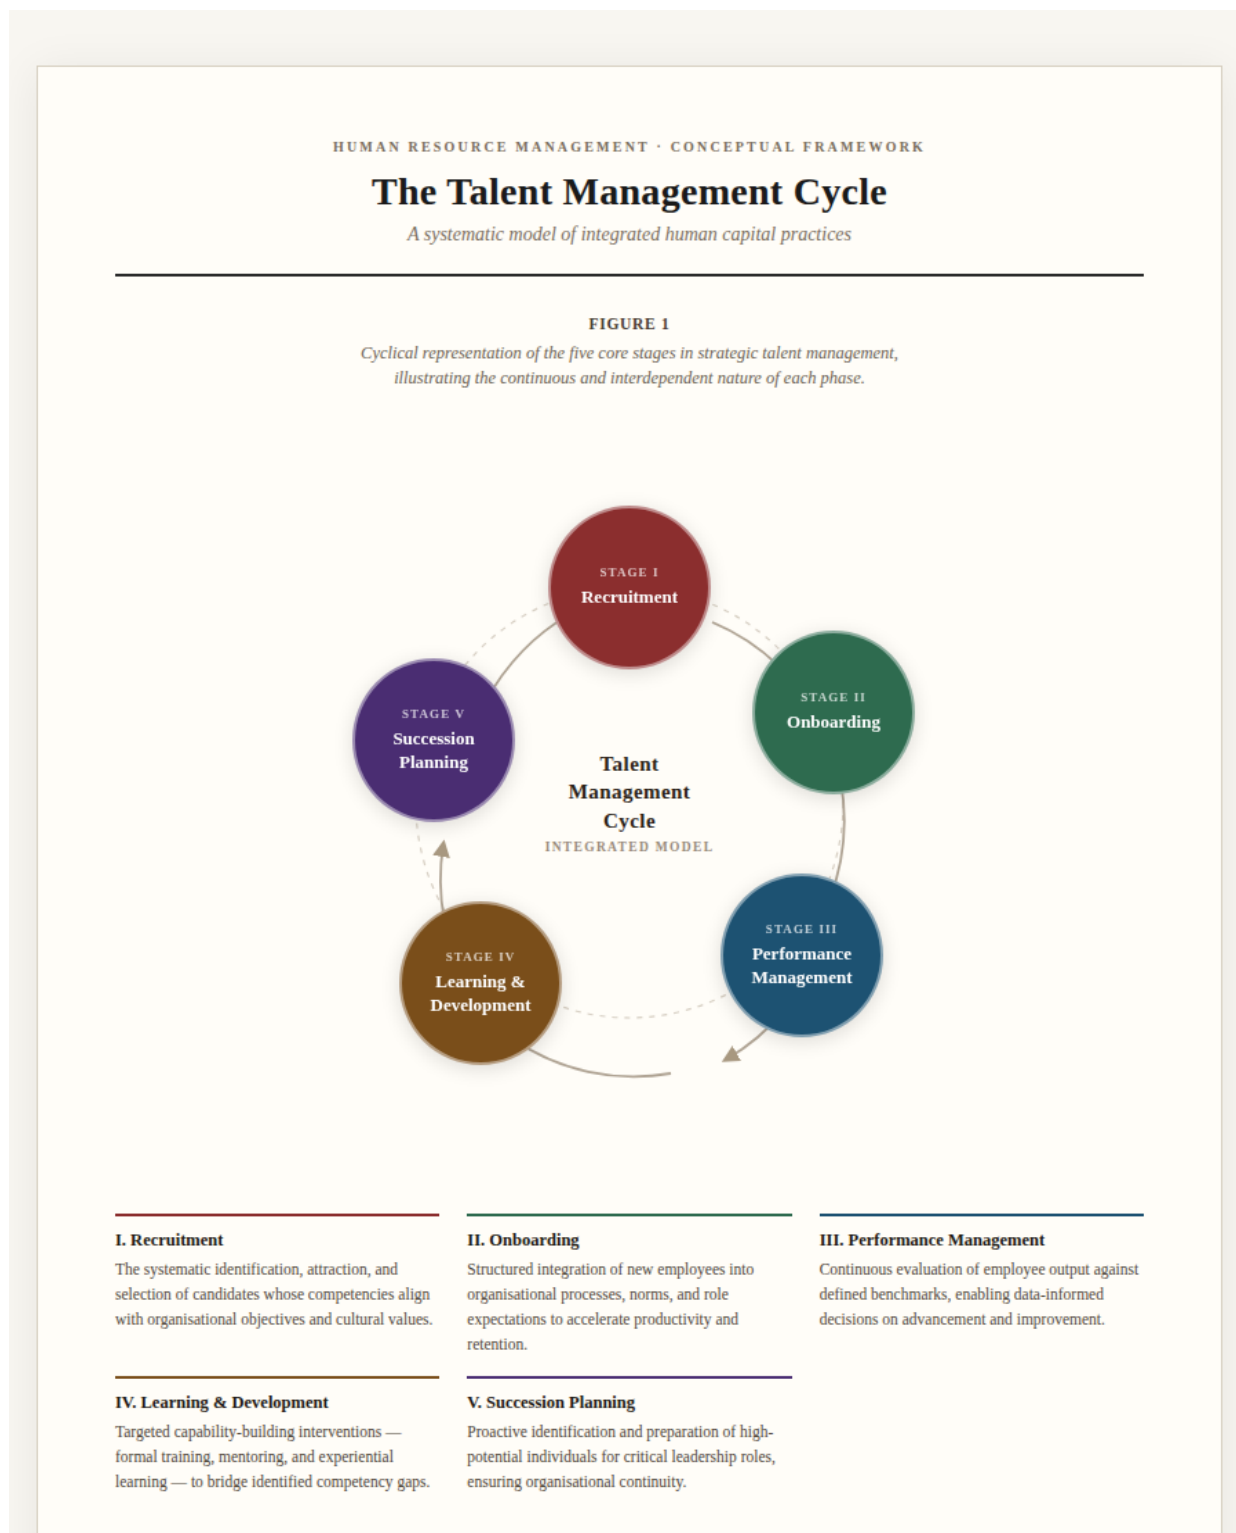 HUMAN RESOURCE MANAGEMENT · CONCEPTUAL FRAMEWORK
The Talent Management Cycle
A systematic model of integrated human capital practices
FIGURE 1
Cyclical representation of the five core stages in strategic talent management,
illustrating the continuous and interdependent nature of each phase.
STAGE I
Recruitment
STAGE II
Onboarding
STAGE V
Succession
Planning
Talent
Management
Cycle
INTEGRATED MODEL
STAGE III
Performance
Management
STAGE IV
Learning &
Development
I. Recruitment
The systematic identification, attraction, and
selection of candidates whose competencies align
with organisational objectives and cultural values.
II. Onboarding
Structured integration of new employees into
organisational processes, norms, and role
expectations to accelerate productivity and
retention.
III. Performance Management
Continuous evaluation of employee output against
defined benchmarks, enabling data-informed
decisions on advancement and improvement.
IV. Learning & Development
Targeted capability-building interventions —
formal training, mentoring, and experiential
learning — to bridge identified competency gaps.
V. Succession Planning
Proactive identification and preparation of high-
potential individuals for critical leadership roles,
ensuring organisational continuity.